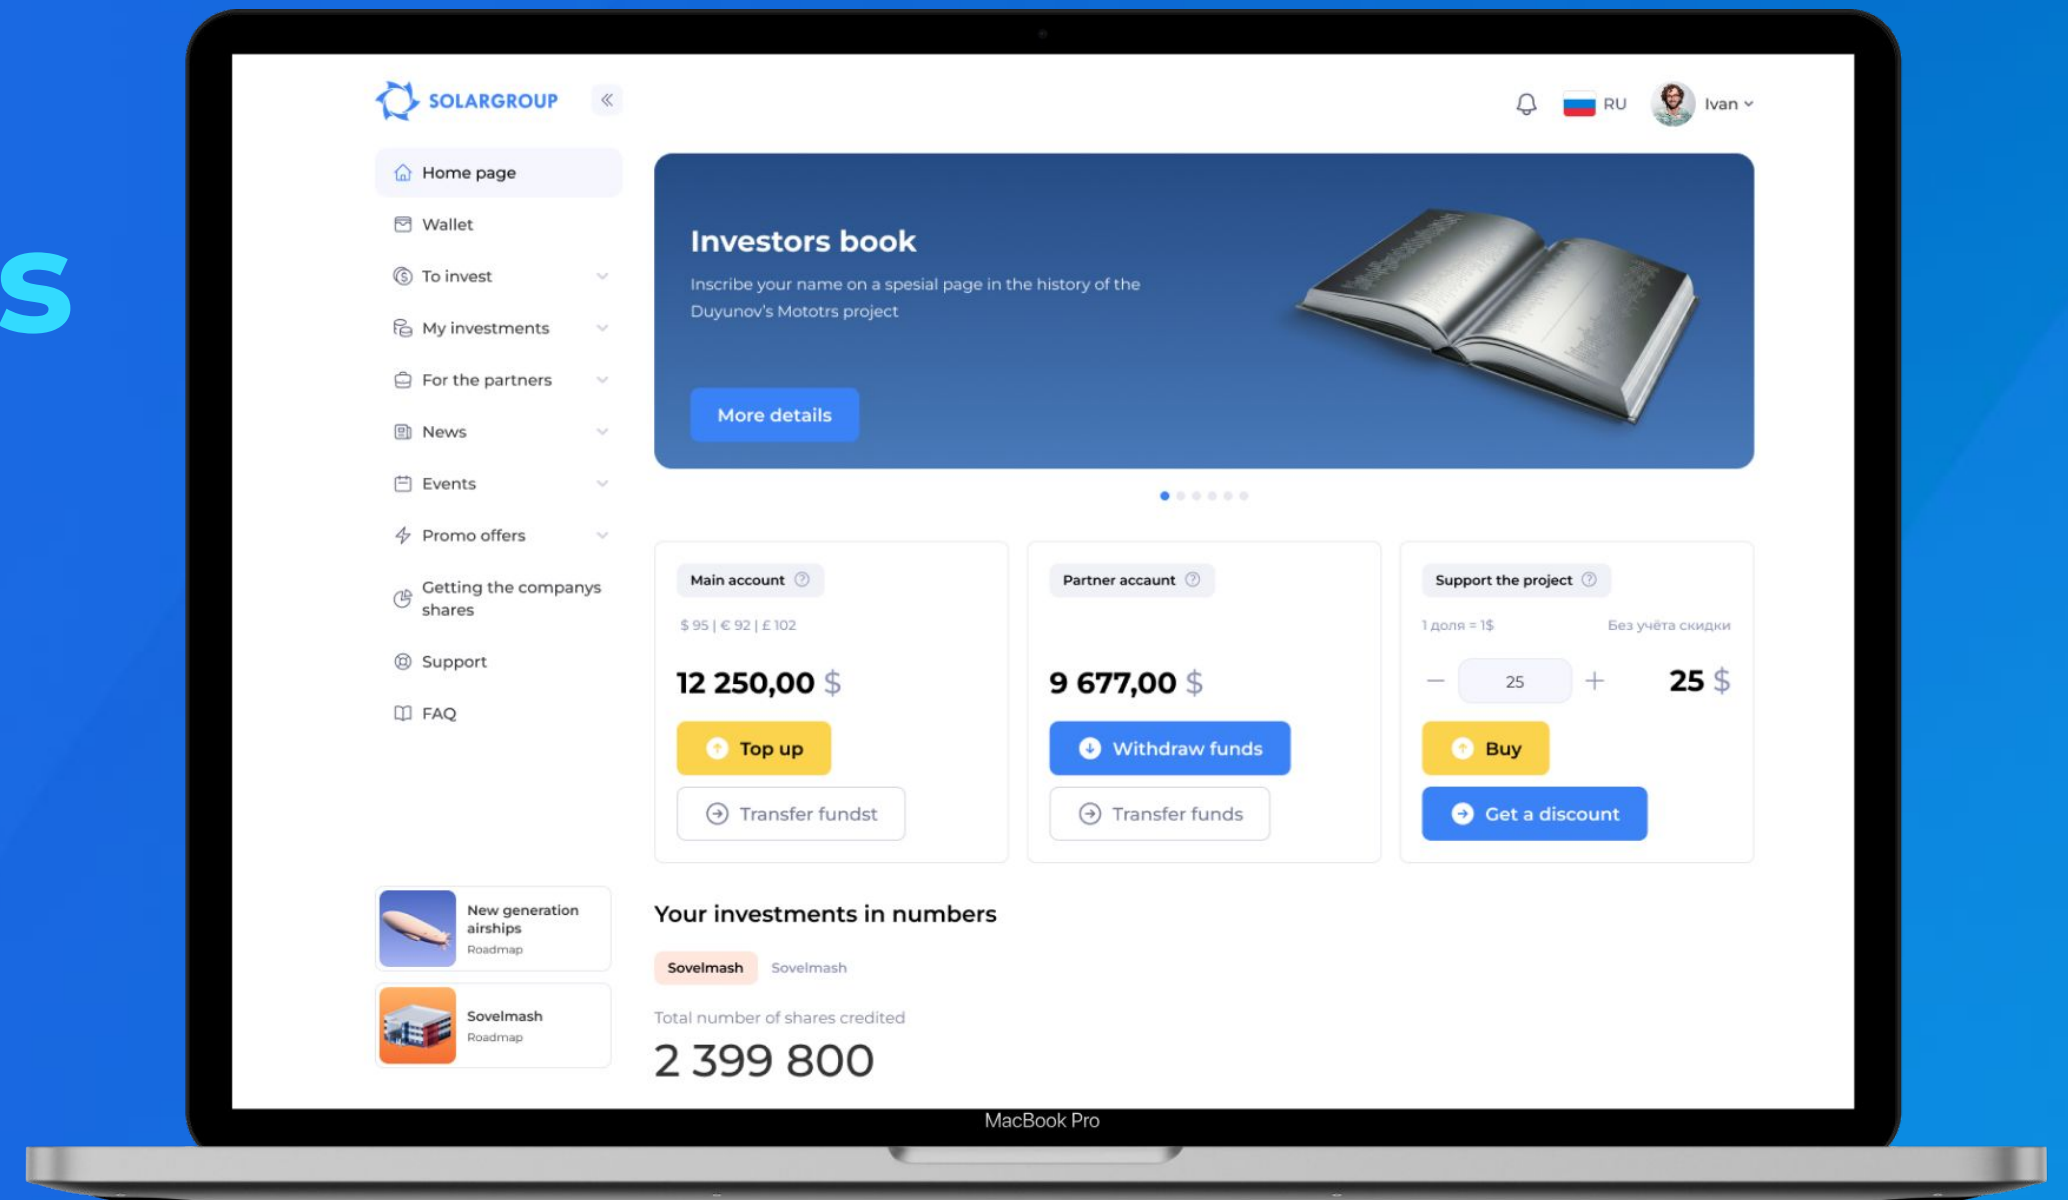 s
SOLARGROUP
RU
Ivan
Home page
Wallet
To invest
My investments
For the partners
News
Events
Promo offers
Getting the companys
shares
Support
FAQ
New generation
airships
Roadmap
Sovelmash
Roadmap
Investors book
Inscribe your name on a spesial page in the history of the
Duyunov's Mototrs project
More details
Main account
$ 95 | € 92 | £ 102
12 250,00 $
Top up
Transfer fundst
Partner accaunt
9 677,00 $
Withdraw funds
Transfer funds
Support the project
1 доля = 1$ Без учёта скидки
25 25 $
Buy
Get a discount
Your investments in numbers
Sovelmash Sovelmash
Total number of shares credited
2 399 800
MacBook Pro